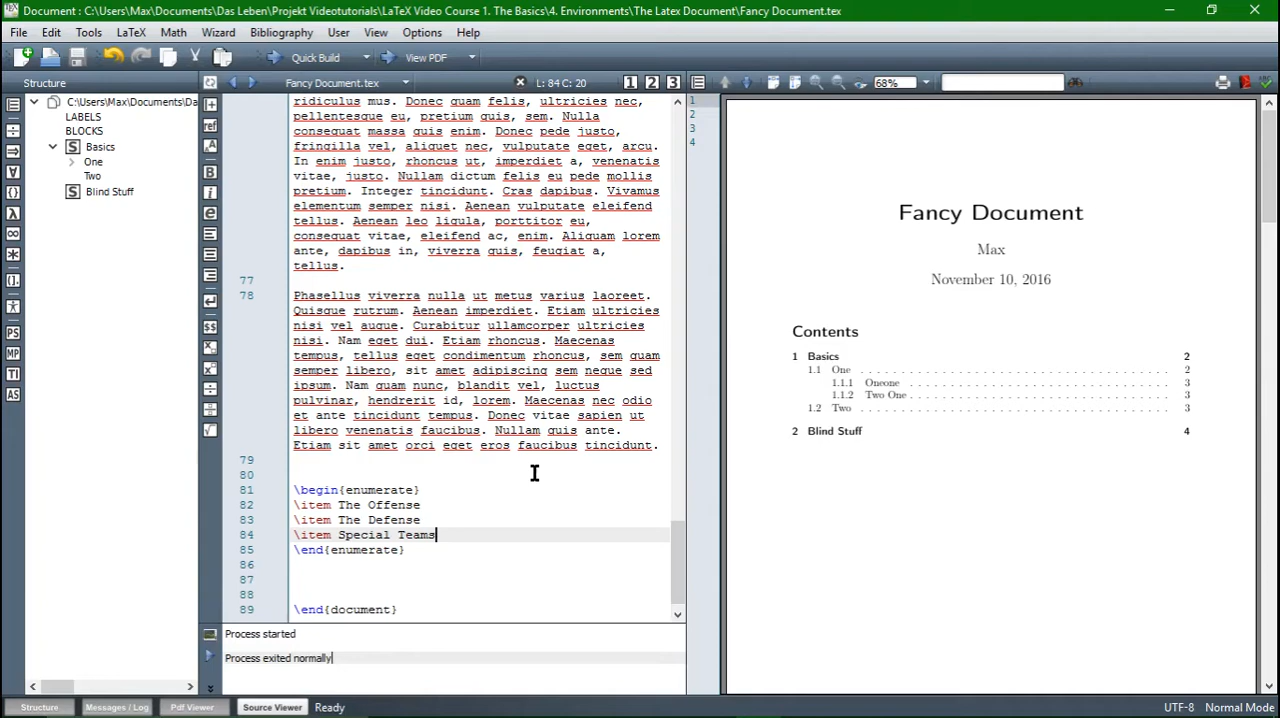 Document : C:\Users\Max\Documents\Das Leben\Projekt Videotutorials\LaTeX Video Course 1. The Basics\4. Environments\The Latex Document\Fancy Document.tex
File Edit Tools LaTeX Math Wizard Bibliography User View Options Help
Quick Build View PDF
Structure
Fancy Document.tex L: 84 C: 20 1 2 3
68%
C:\Users\Max\Documents\Da
LABELS
BLOCKS
Basics
One
Two
Blind Stuff
ref
PS
MP
TI
AS
ridiculus mus. Donec quam felis, ultricies nec,
pellentesque eu, pretium quis, sem. Nulla
consequat massa quis enim. Donec pede justo,
fringilla vel, aliquet nec, vulputate eget, arcu.
In enim justo, rhoncus ut, imperdiet a, venenatis
vitae, justo. Nullam dictum felis eu pede mollis
pretium. Integer tincidunt. Cras dapibus. Vivamus
elementum semper nisi. Aenean vulputate eleifend
tellus. Aenean leo ligula, porttitor eu,
consequat vitae, eleifend ac, enim. Aliquam lorem
ante, dapibus in, viverra quis, feugiat a,
tellus.
77
78 Phasellus viverra nulla ut metus varius laoreet.
Quisque rutrum. Aenean imperdiet. Etiam ultricies
nisi vel augue. Curabitur ullamcorper ultricies
nisi. Nam eget dui. Etiam rhoncus. Maecenas
tempus, tellus eget condimentum rhoncus, sem quam
semper libero, sit amet adipiscing sem neque sed
ipsum. Nam quam nunc, blandit vel, luctus
pulvinar, hendrerit id, lorem. Maecenas nec odio
et ante tincidunt tempus. Donec vitae sapien ut
libero venenatis faucibus. Nullam quis ante.
Etiam sit amet orci eget eros faucibus tincidunt.
79
80
81 \begin{enumerate}
82 \item The Offense
83 \item The Defense
84 \item Special Teams
85 \end{enumerate}
86
87
88
89 \end{document}
Process started
Process exited normally
1
2
3
4
Fancy Document
Max
November 10, 2016
Contents
1 Basics 2
1.1 One 2
1.1.1 Oneone 3
1.1.2 Two One 3
1.2 Two 3
2 Blind Stuff 4
Structure Messages / Log Pdf Viewer Source Viewer Ready UTF-8 Normal Mode